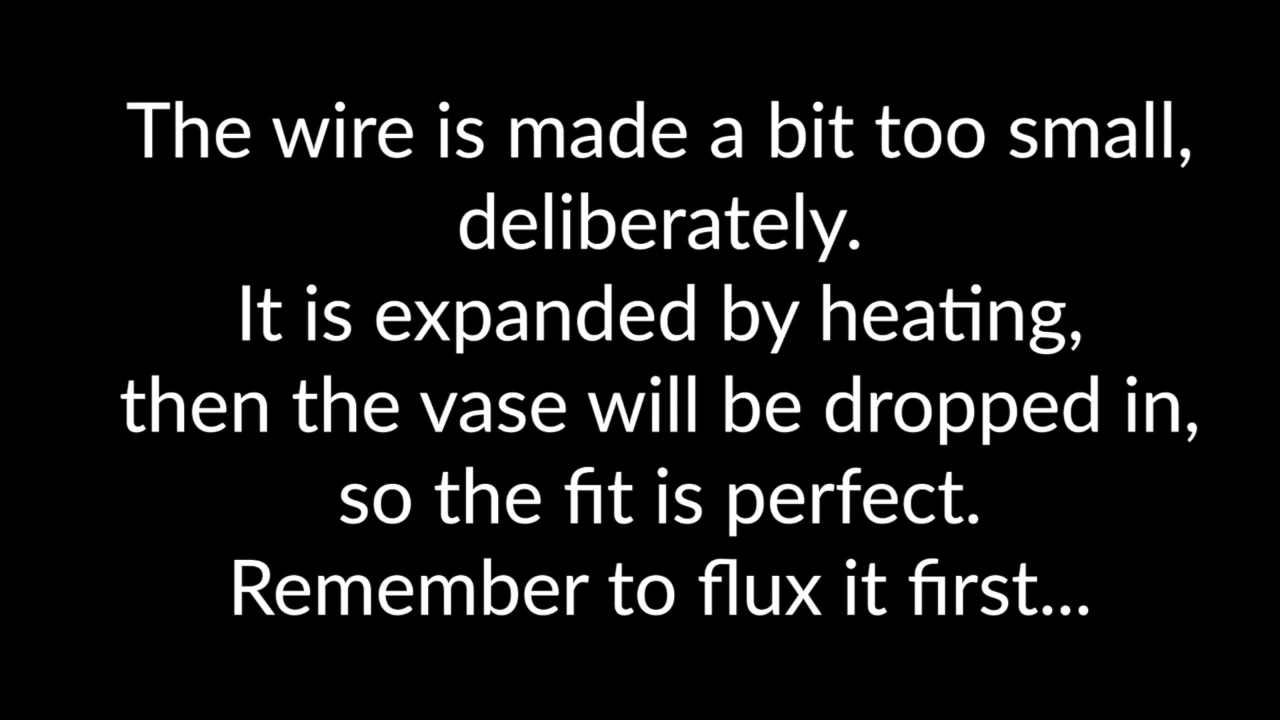 The wire is made a bit too small,
deliberately.
It is expanded by heating,
then the vase will be dropped in,
so the fit is perfect.
Remember to flux it first...